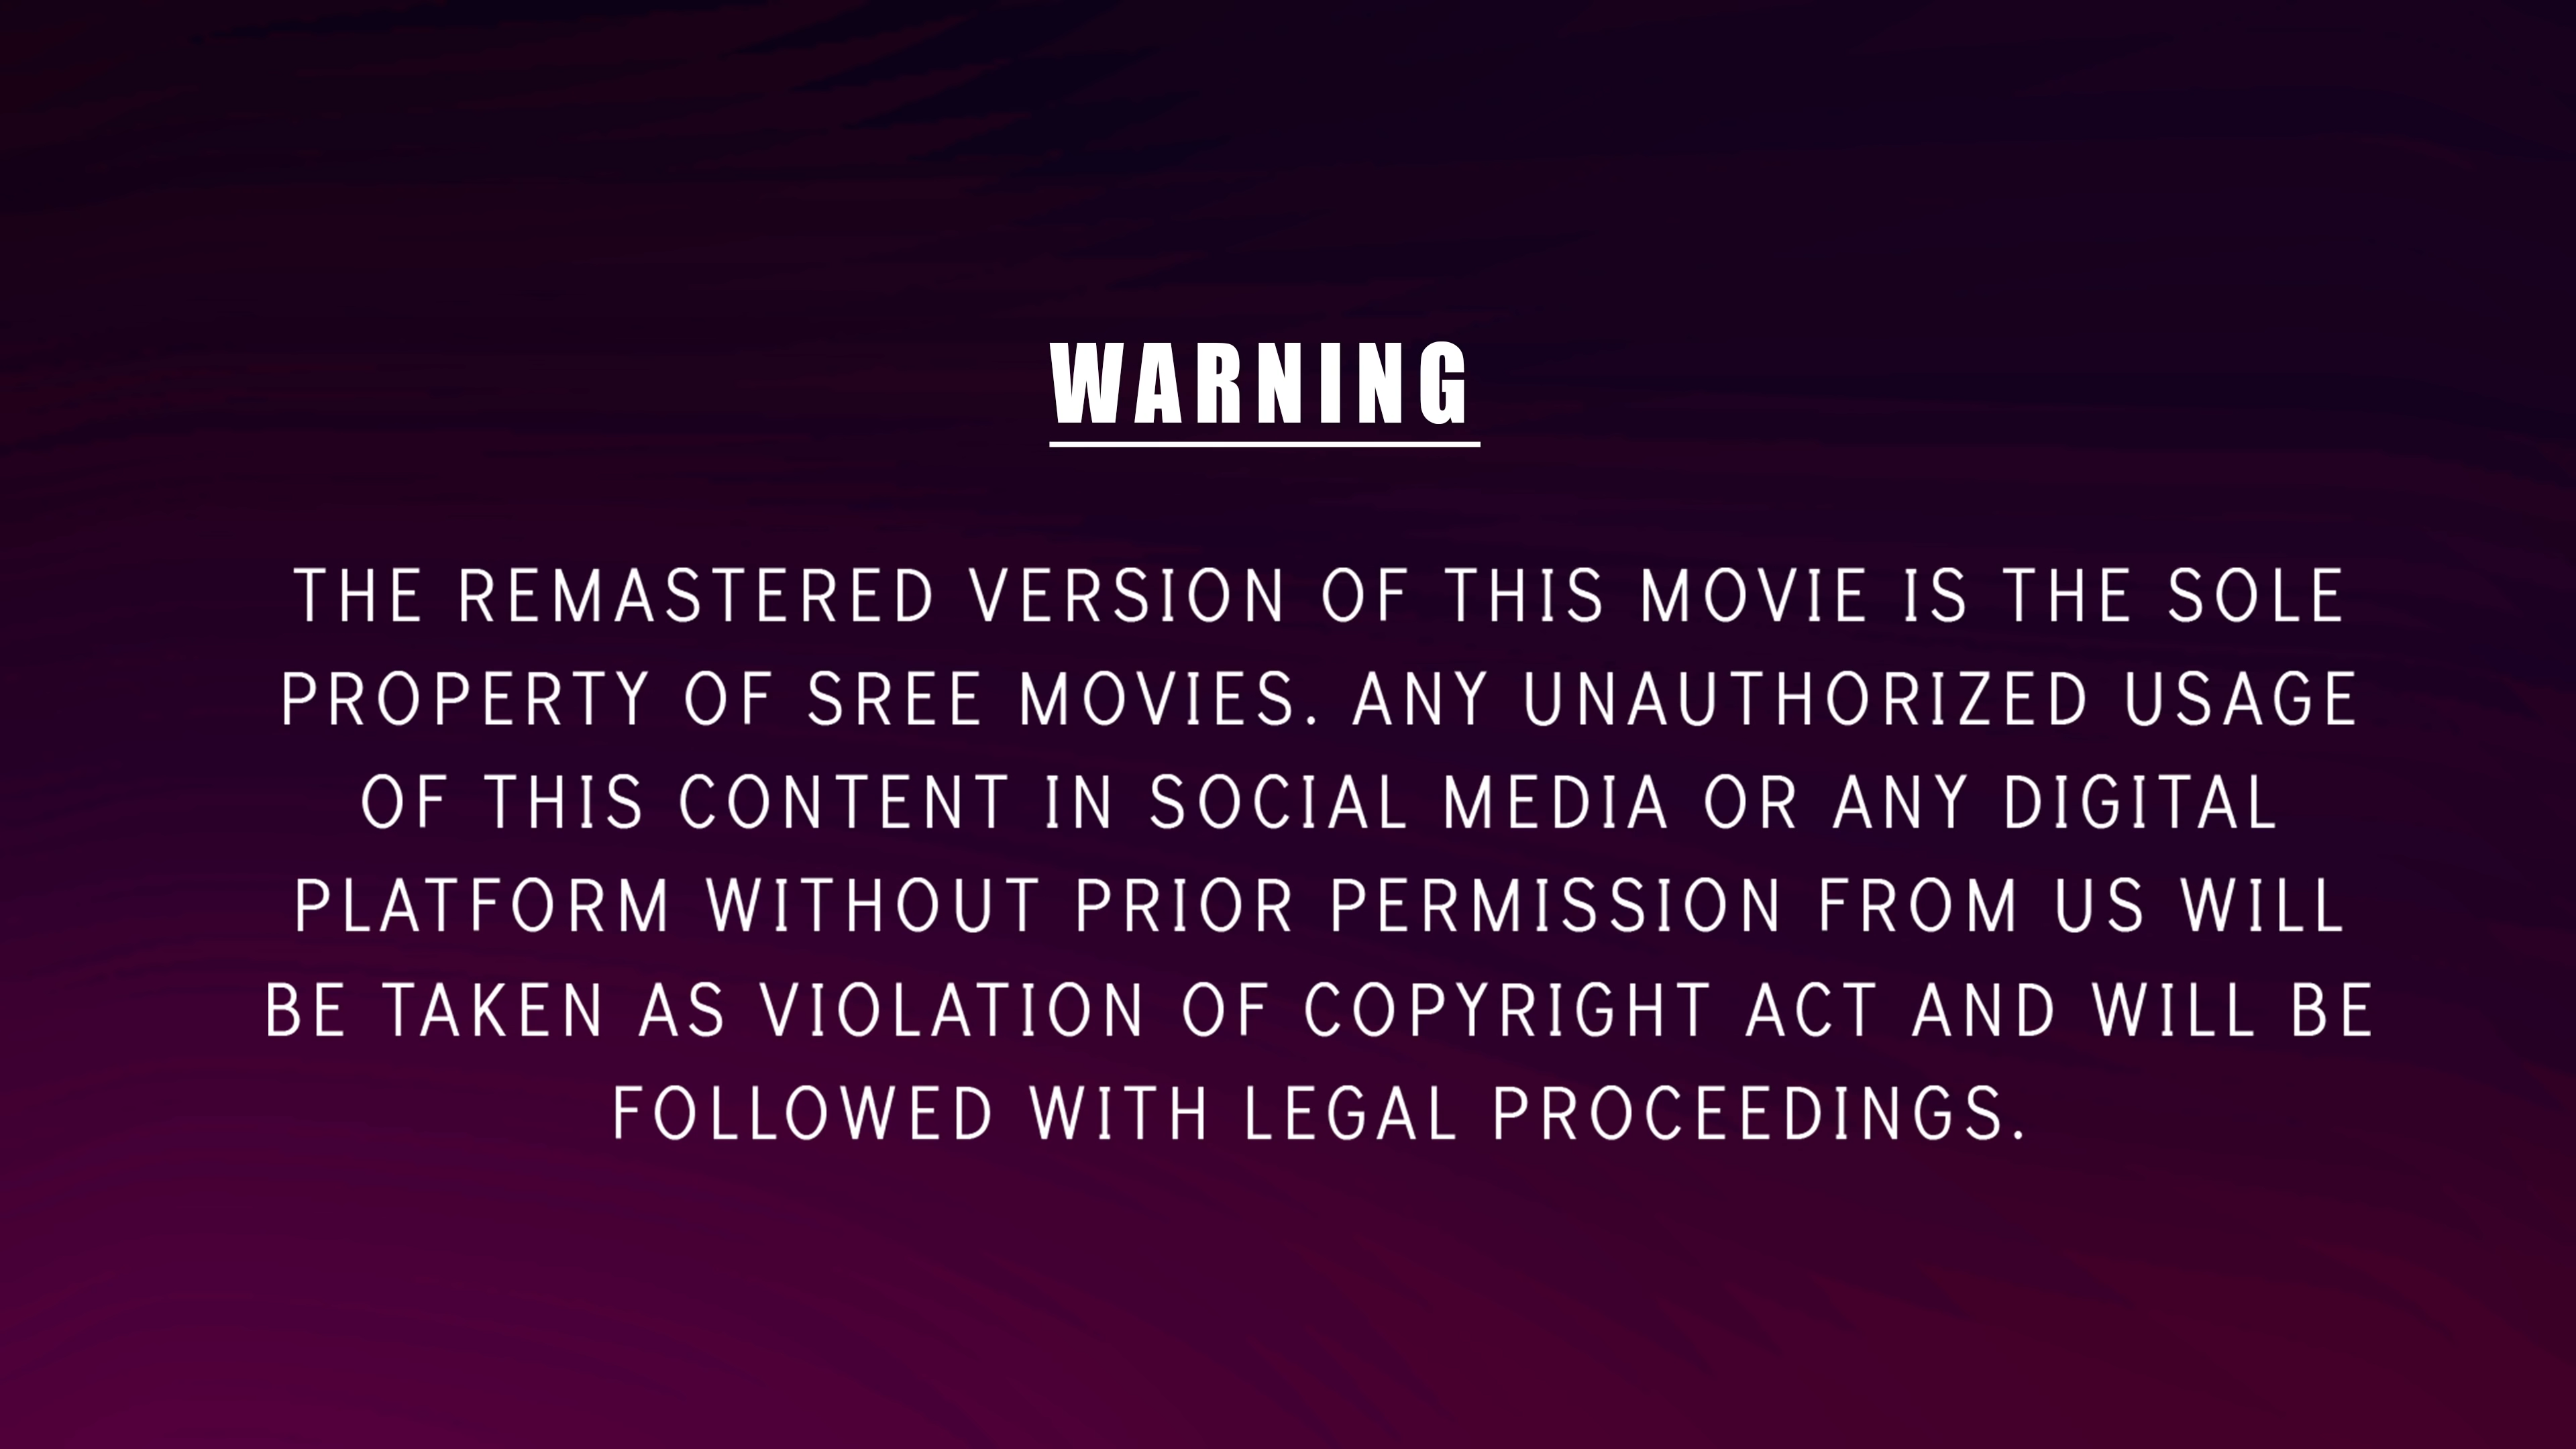 WARNING
THE REMASTERED VERSION OF THIS MOVIE IS THE SOLE
PROPERTY OF SREE MOVIES. ANY UNAUTHORIZED USAGE
OF THIS CONTENT IN SOCIAL MEDIA OR ANY DIGITAL
PLATFORM WITHOUT PRIOR PERMISSION FROM US WILL
BE TAKEN AS VIOLATION OF COPYRIGHT ACT AND WILL BE
FOLLOWED WITH LEGAL PROCEEDINGS.